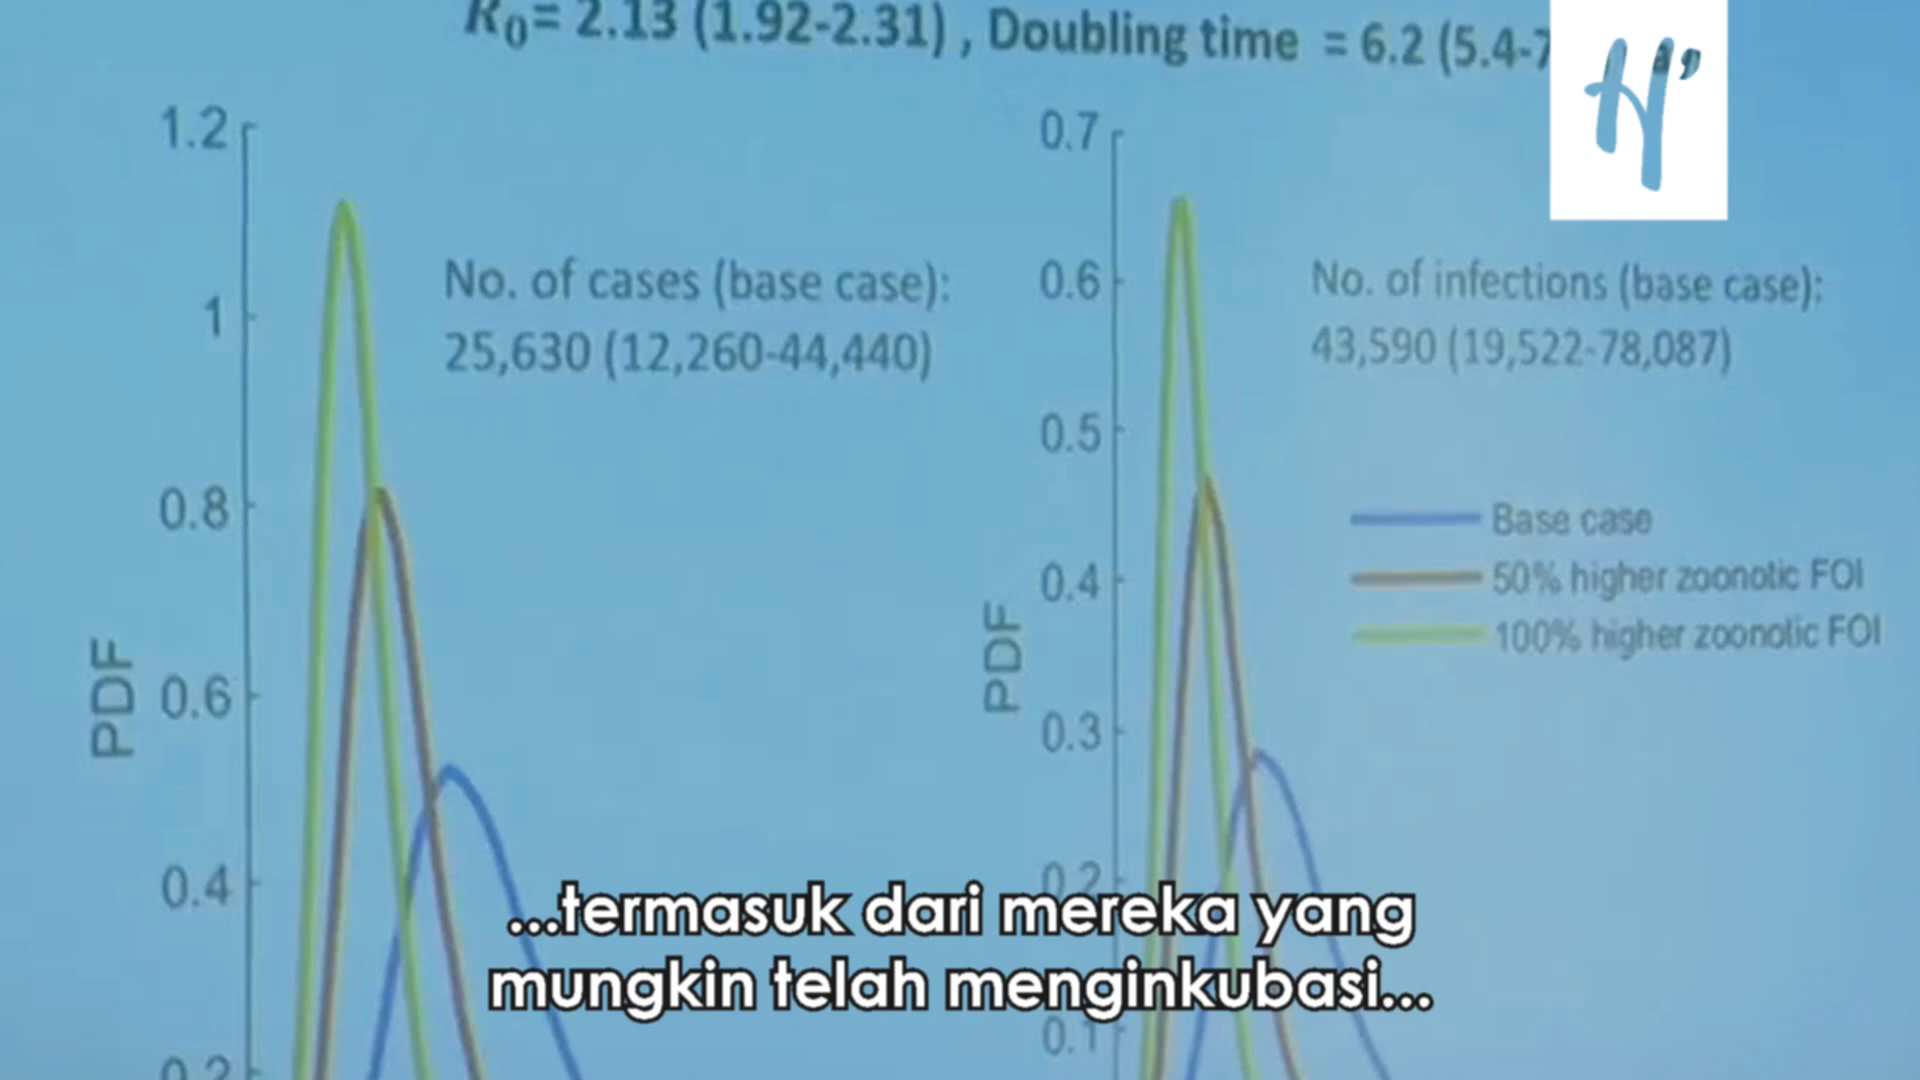 R0= 2.13 (1.92-2.31) , Doubling time = 6.2 (5.4-7
H'
1.2
1
0.8
0.6
0.4
0.2
PDF
No. of cases (base case):
25,630 (12,260-44,440)
0.7
0.6
0.5
0.4
0.3
0.2
0.1
PDF
No. of infections (base case):
43,590 (19,522-78,087)
Base case
50% higher zoonotic FOI
100% higher zoonotic FOI
...termasuk dari mereka yang
mungkin telah menginkubasi...